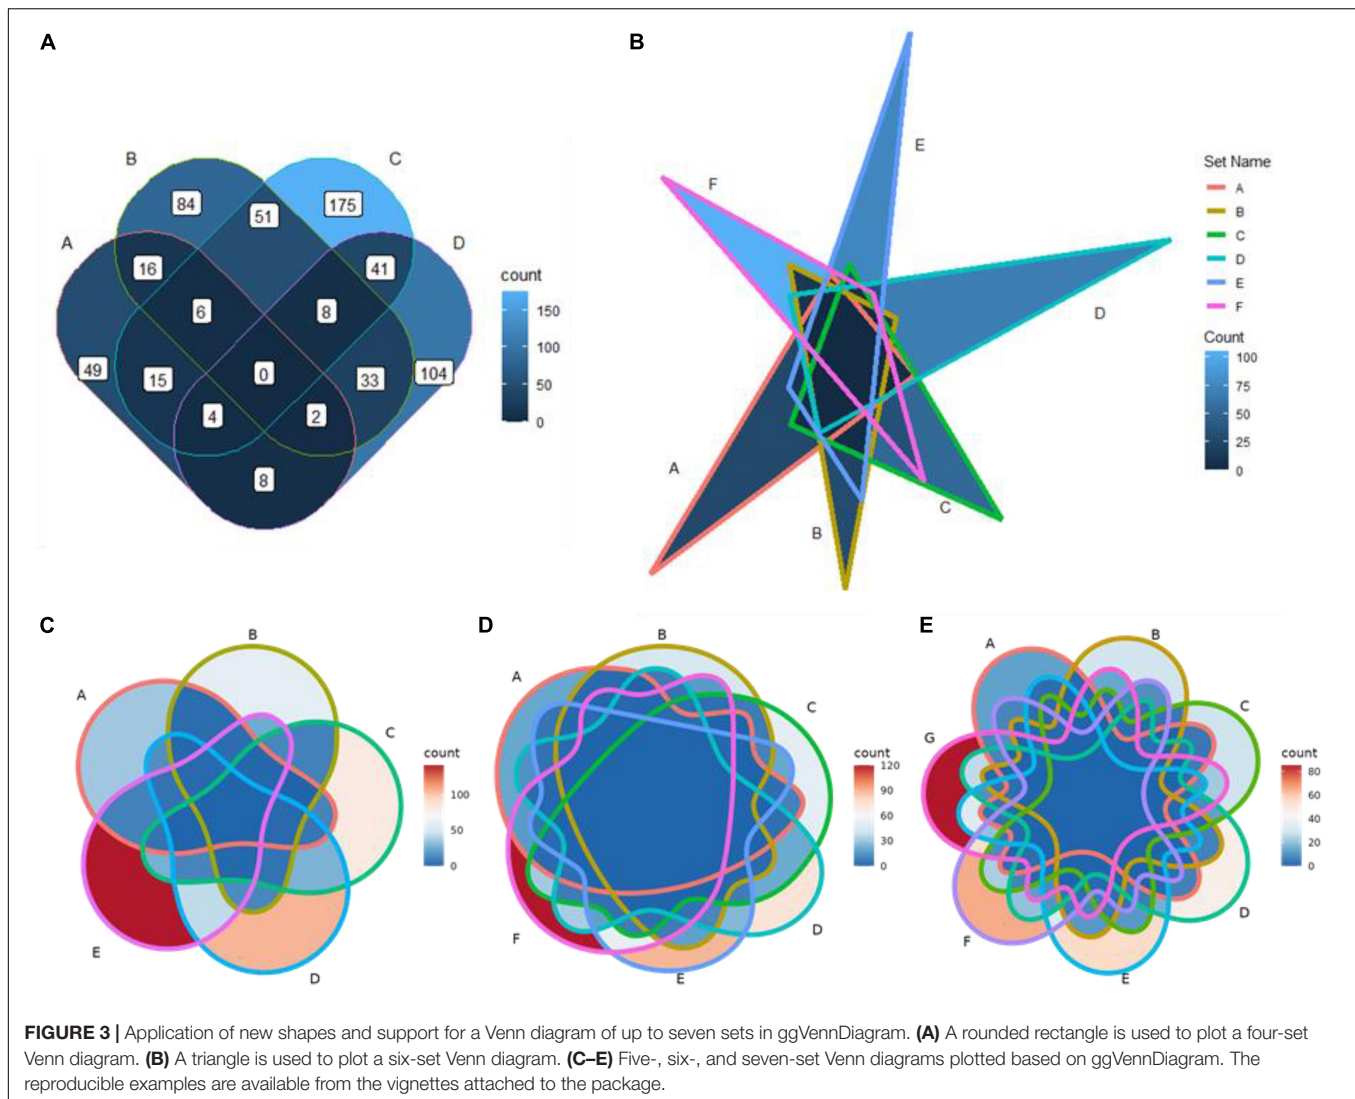 A
B
C
A
D
84
51
175
16
41
6
8
49
15
0
33
104
4
2
8
count
150
100
50
0
B
E
F
D
A
C
B
Set Name
A
B
C
D
E
F
Count
100
75
50
25
0
C
B
A
C
E
D
count
100
50
0
D
B
A
C
F
D
E
count
120
90
60
30
0
E
A
B
C
G
F
D
E
count
80
60
40
20
0
FIGURE 3 | Application of new shapes and support for a Venn diagram of up to seven sets in ggVennDiagram. (A) A rounded rectangle is used to plot a four-set
Venn diagram. (B) A triangle is used to plot a six-set Venn diagram. (C–E) Five-, six-, and seven-set Venn diagrams plotted based on ggVennDiagram. The
reproducible examples are available from the vignettes attached to the package.